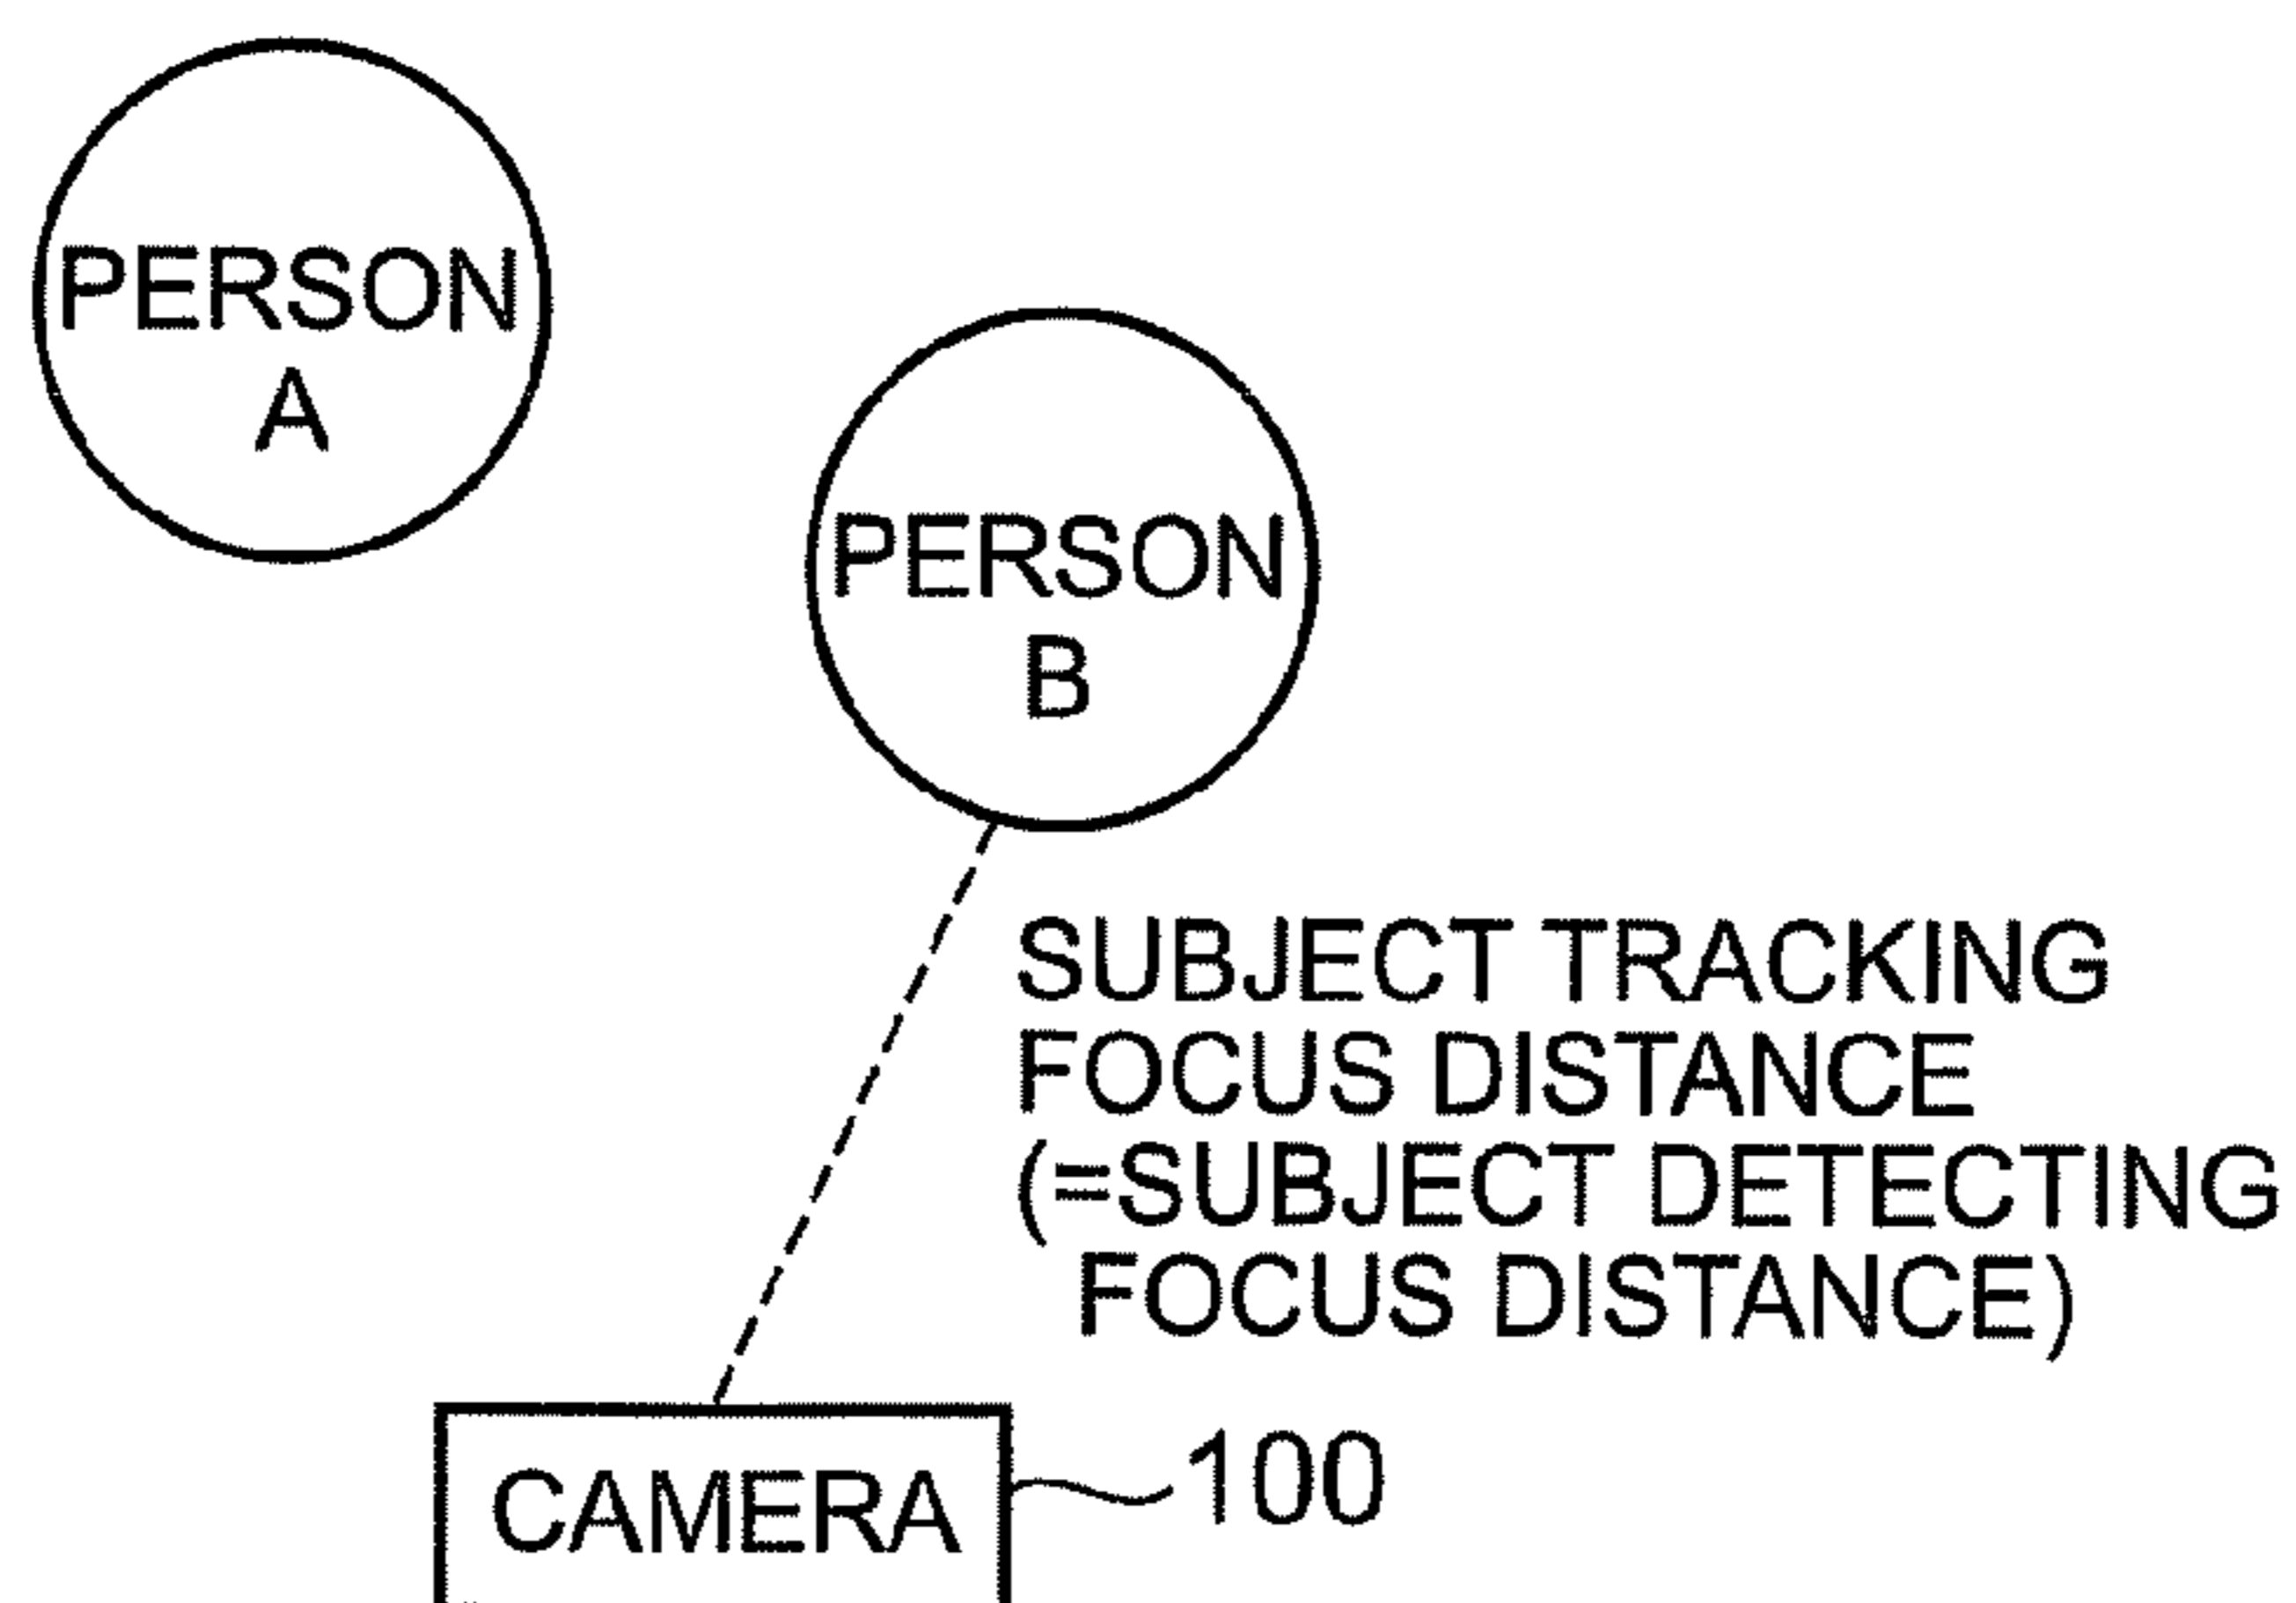 PERSON
A
PERSON
B
SUBJECT TRACKING
FOCUS DISTANCE
(=SUBJECT DETECTING
FOCUS DISTANCE)
CAMERA
100